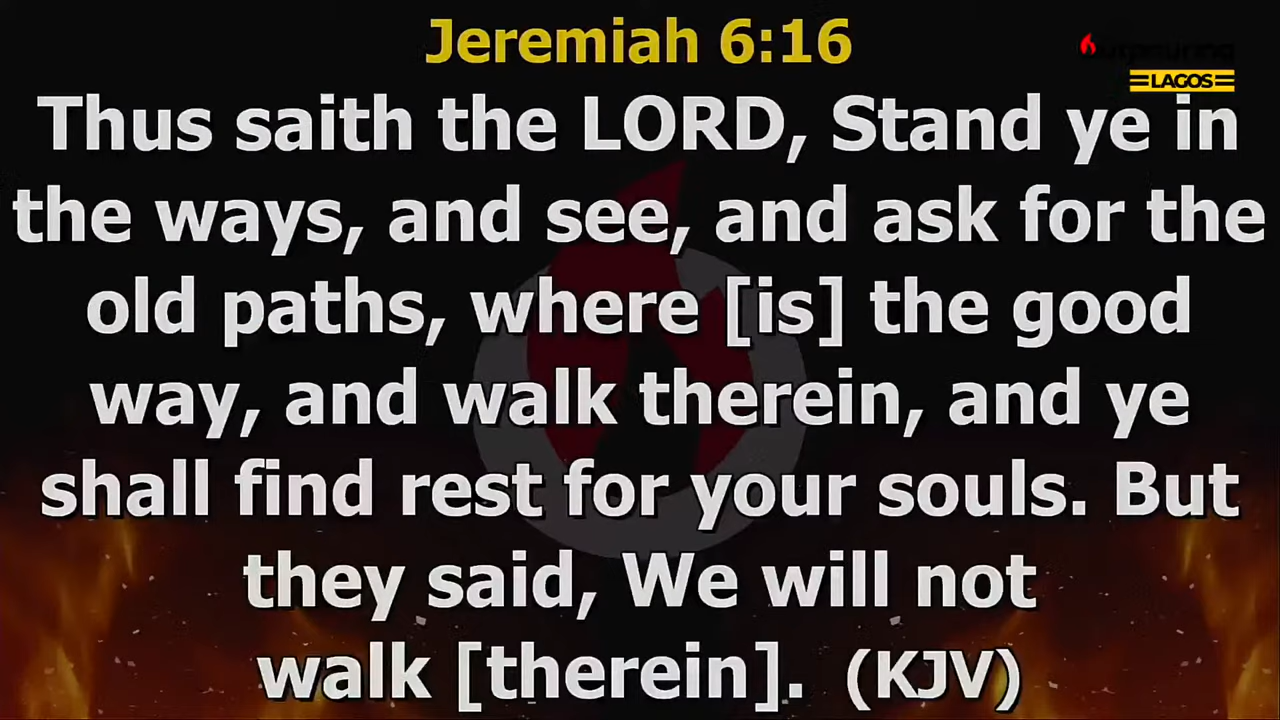 Jeremiah 6:16
LAGOS
Thus saith the LORD, Stand ye in
the ways, and see, and ask for the
old paths, where [is] the good
way, and walk therein, and ye
shall find rest for your souls. But
they said, We will not
walk [therein]. (KJV)